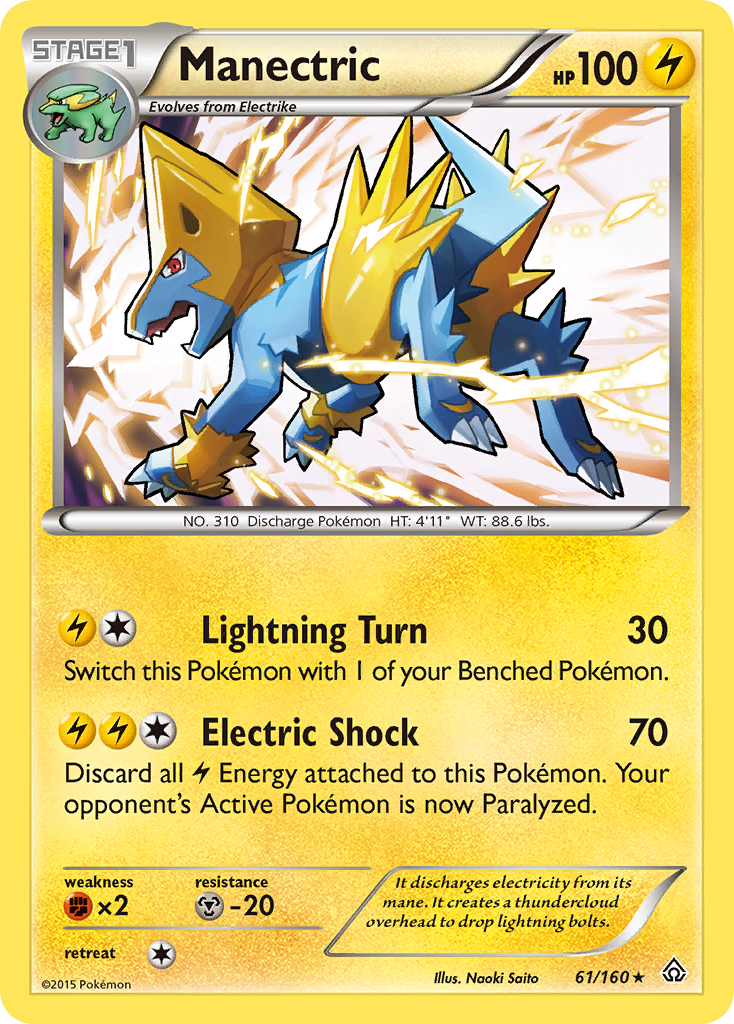 STAGE1
Manectric
HP100
Evolves from Electrike
NO. 310 Discharge Pokémon HT: 4'11" WT: 88.6 lbs.
Lightning Turn 30
Switch this Pokémon with 1 of your Benched Pokémon.
Electric Shock 70
Discard all Energy attached to this Pokémon. Your
opponent's Active Pokémon is now Paralyzed.
weakness resistance
×2 -20
retreat
It discharges electricity from its
mane. It creates a thundercloud
overhead to drop lightning bolts.
©2015 Pokémon
Illus. Naoki Saito
61/160 ★